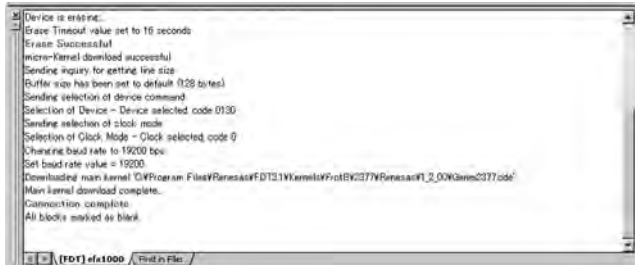 Device is erasing..
Erase Timeout value set to 16 seconds
Erase Successful
micro-Kernel download successful
Sending inquiry for getting line size
Buffer size has been set to default (128 bytes)
Sending selection of device command
Selection of Device - Device selected, code 0130
Sending selection of clock mode
Selection of Clock Mode - Clock selected, code 0
Changing baud rate to 19200 bps
Set baud rate value = 19200
Downloading main kernel 'C:¥Program Files¥Renesas¥FDT3.1¥Kernels¥ProtB¥2377¥Renesas¥1_2_00¥Genm2377.cde'
Main kernel download complete..
Connection complete
All blocks marked as blank
(FDT) efa1000
Find in Files